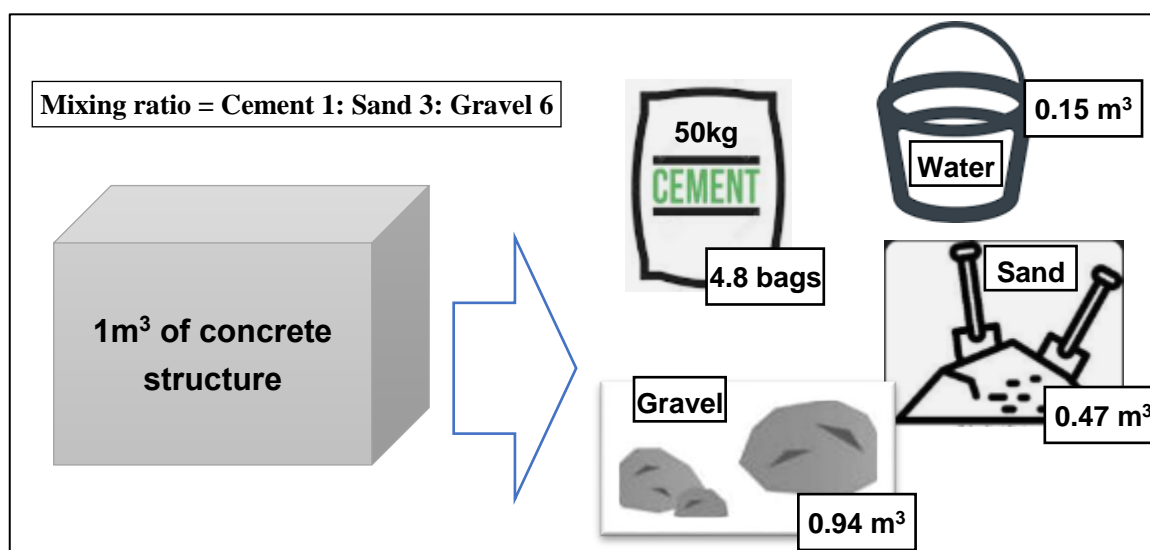 Mixing ratio = Cement 1: Sand 3: Gravel 6
1m³ of concrete
structure
50kg
CEMENT
4.8 bags
0.15 m³
Water
Sand
0.47 m³
Gravel
0.94 m³